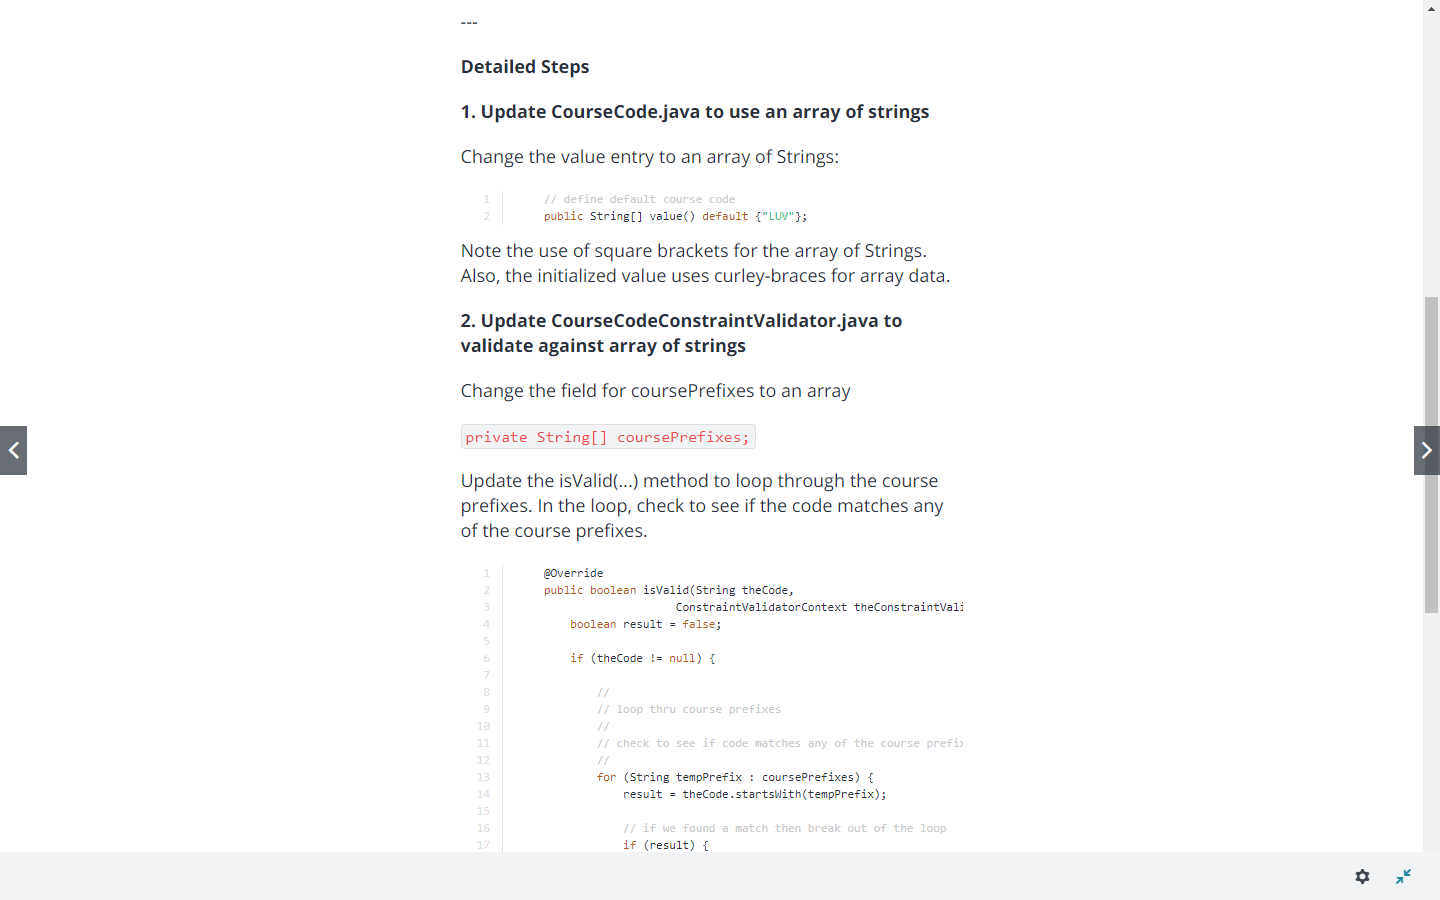 ---
Detailed Steps
1. Update CourseCode.java to use an array of strings
Change the value entry to an array of Strings:
1 // define default course code
2 public String[] value() default {"LUV"};
Note the use of square brackets for the array of Strings.
Also, the initialized value uses curley-braces for array data.
2. Update CourseCodeConstraintValidator.java to
validate against array of strings
Change the field for coursePrefixes to an array
private String[] coursePrefixes;
Update the isValid(...) method to loop through the course
prefixes. In the loop, check to see if the code matches any
of the course prefixes.
1 @Override
2 public boolean isValid(String theCode,
3 ConstraintValidatorContext theConstraintVali
4 boolean result = false;
5
6 if (theCode != null) {
7
8 //
9 // loop thru course prefixes
10 //
11 // check to see if code matches any of the course prefix
12 //
13 for (String tempPrefix : coursePrefixes) {
14 result = theCode.startsWith(tempPrefix);
15
16 // if we found a match then break out of the loop
17 if (result) {